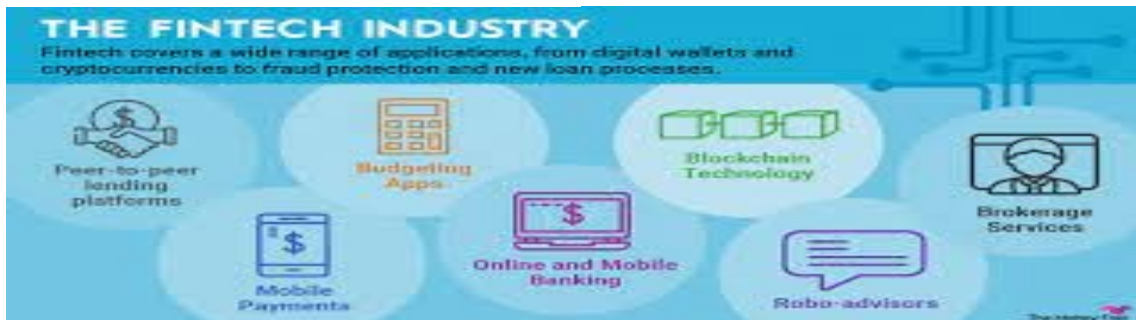 THE FINTECH INDUSTRY
Fintech covers a wide range of applications, from digital wallets and
cryptocurrencies to fraud protection and new loan processes.
Peer-to-peer
lending
platforms
Budgeting
Apps
Blockchain
Technology
Brokerage
Services
Mobile
Payments
Online and Mobile
Banking
Robo-advisors